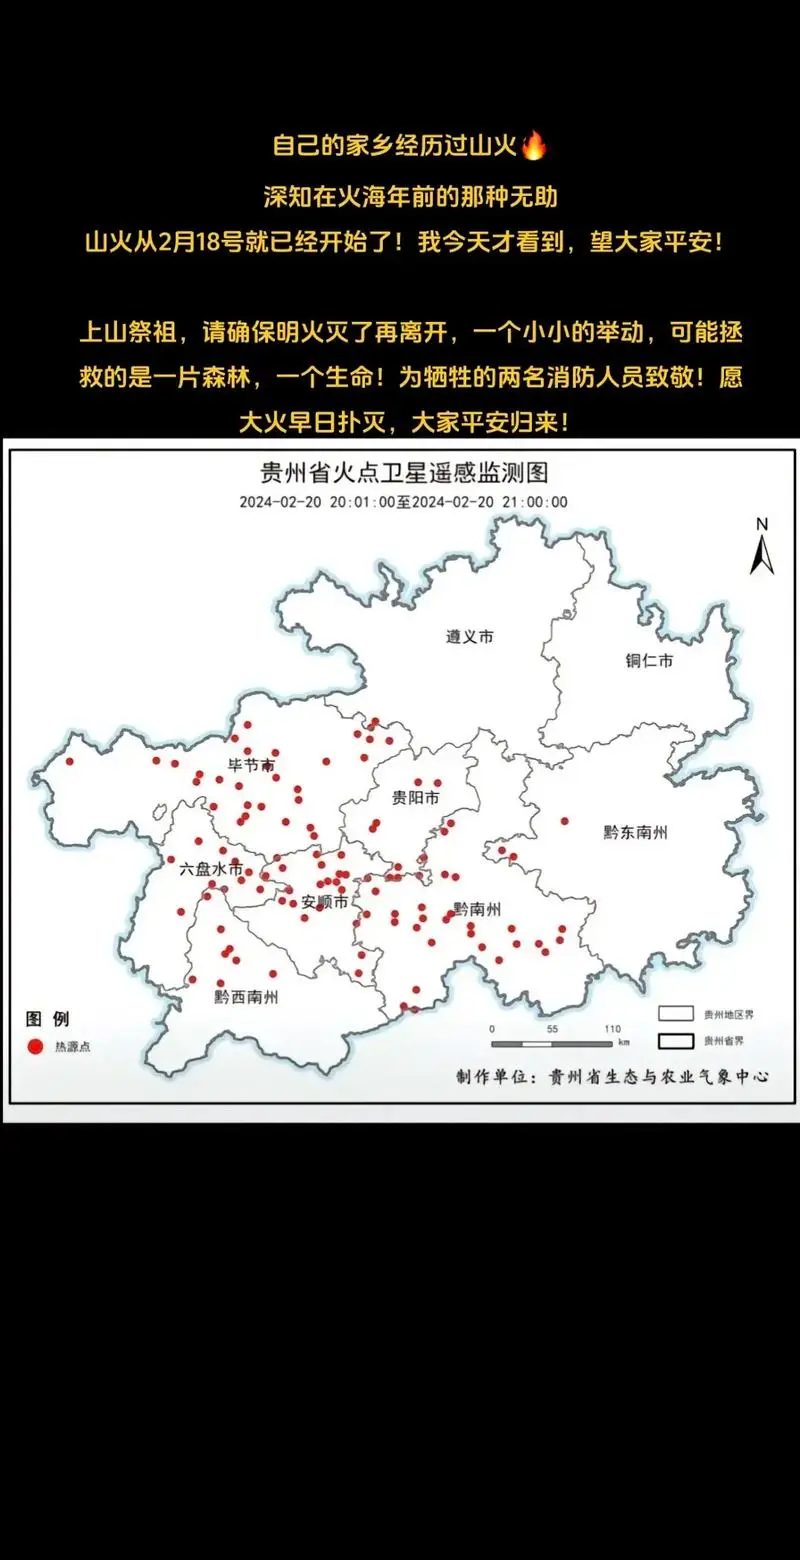 自己的家乡经历过山火🔥
深知在火海年前的那种无助
山火从2月18号就已经开始了！我今天才看到，望大家平安！
上山祭祖，请确保明火灭了再离开，一个小小的举动，可能拯
救的是一片森林，一个生命！为牺牲的两名消防人员致敬！愿
大火早日扑灭，大家平安归来！
贵州省火点卫星遥感监测图
2024-02-20 20:01:00至2024-02-20 21:00:00
N
遵义市
铜仁市
毕节市
贵阳市
黔东南州
六盘水市
安顺市
黔南州
黔西南州
图 例
热源点
0 55 110
km
贵州地区界
贵州省界
制作单位：贵州省生态与农业气象中心